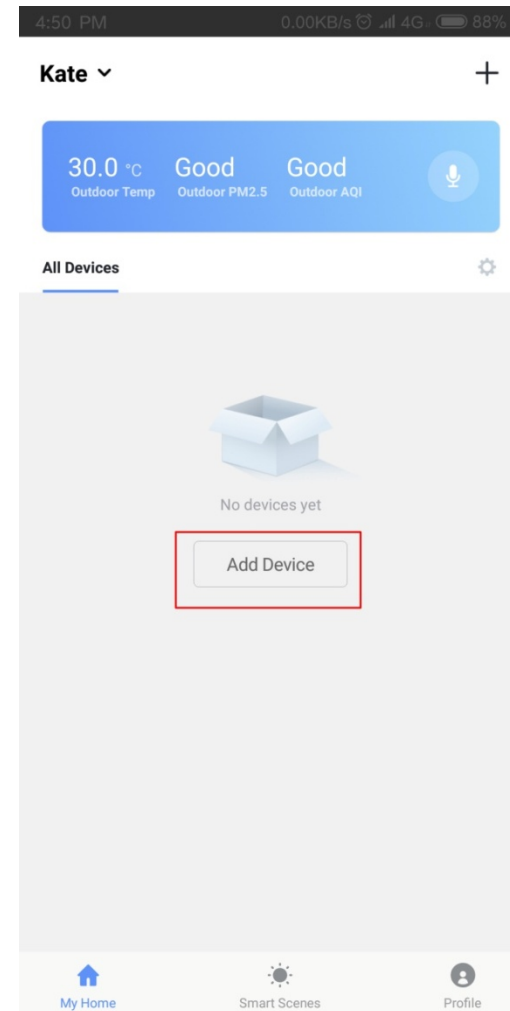 4:50 PM 0.00KB/s 4G 88%
Kate
30.0 °C Good Good
Outdoor Temp Outdoor PM2.5 Outdoor AQI
All Devices
No devices yet
Add Device
My Home Smart Scenes Profile